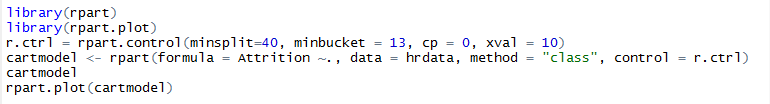 library(rpart)
library(rpart.plot)
r.ctrl = rpart.control(minsplit=40, minbucket = 13, cp = 0, xval = 10)
cartmodel <- rpart(formula = Attrition ~., data = hrdata, method = "class", control = r.ctrl)
cartmodel
rpart.plot(cartmodel)